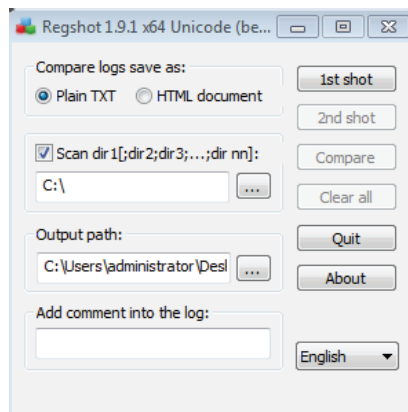 Regshot 1.9.1 x64 Unicode (be...
Compare logs save as:
Plain TXT
HTML document
1st shot
2nd shot
Scan dir1[;dir2;dir3;...;dir nn]:
Compare
C:\
...
Clear all
Output path:
Quit
C:\Users\administrator\Desl
...
About
Add comment into the log:
English